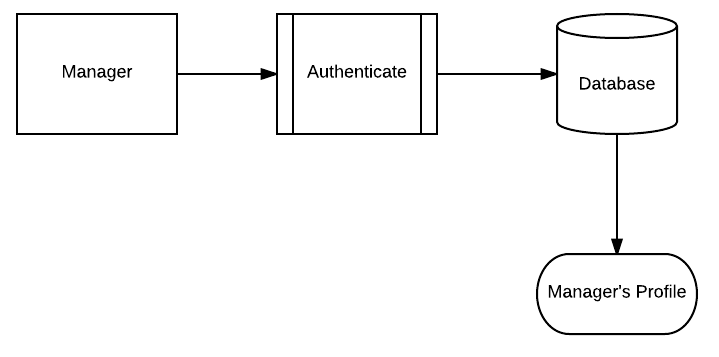 Manager
Authenticate
Database
Manager's Profile